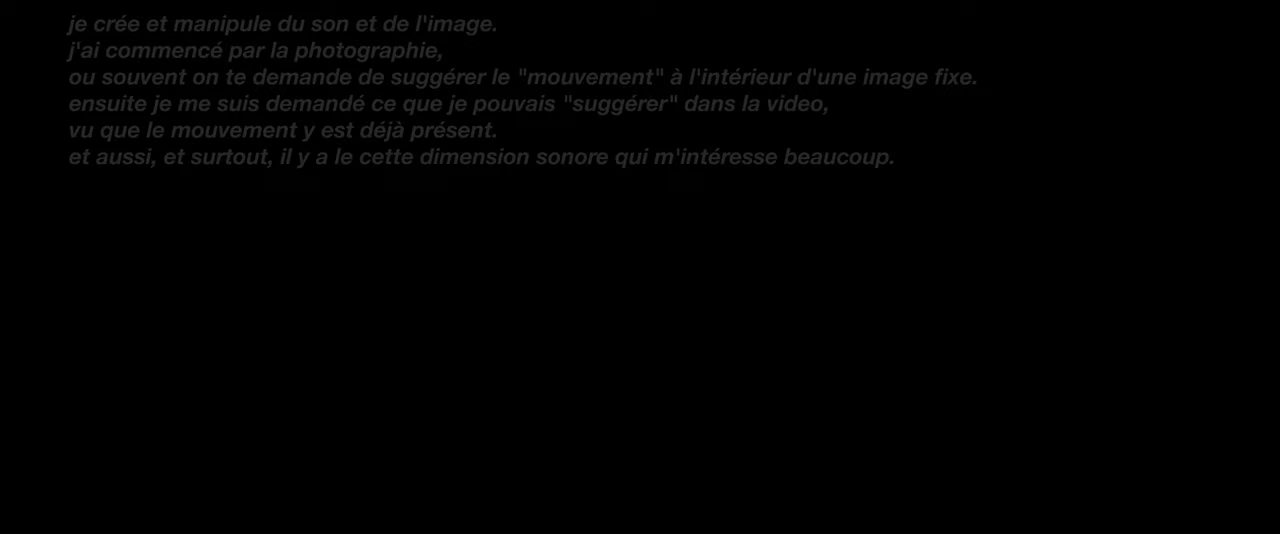 je crée et manipule du son et de l'image.
j'ai commencé par la photographie,
ou souvent on te demande de suggérer le "mouvement" à l'intérieur d'une image fixe.
ensuite je me suis demandé ce que je pouvais "suggérer" dans la video,
vu que le mouvement y est déjà présent.
et aussi, et surtout, il y a le cette dimension sonore qui m'intéresse beaucoup.